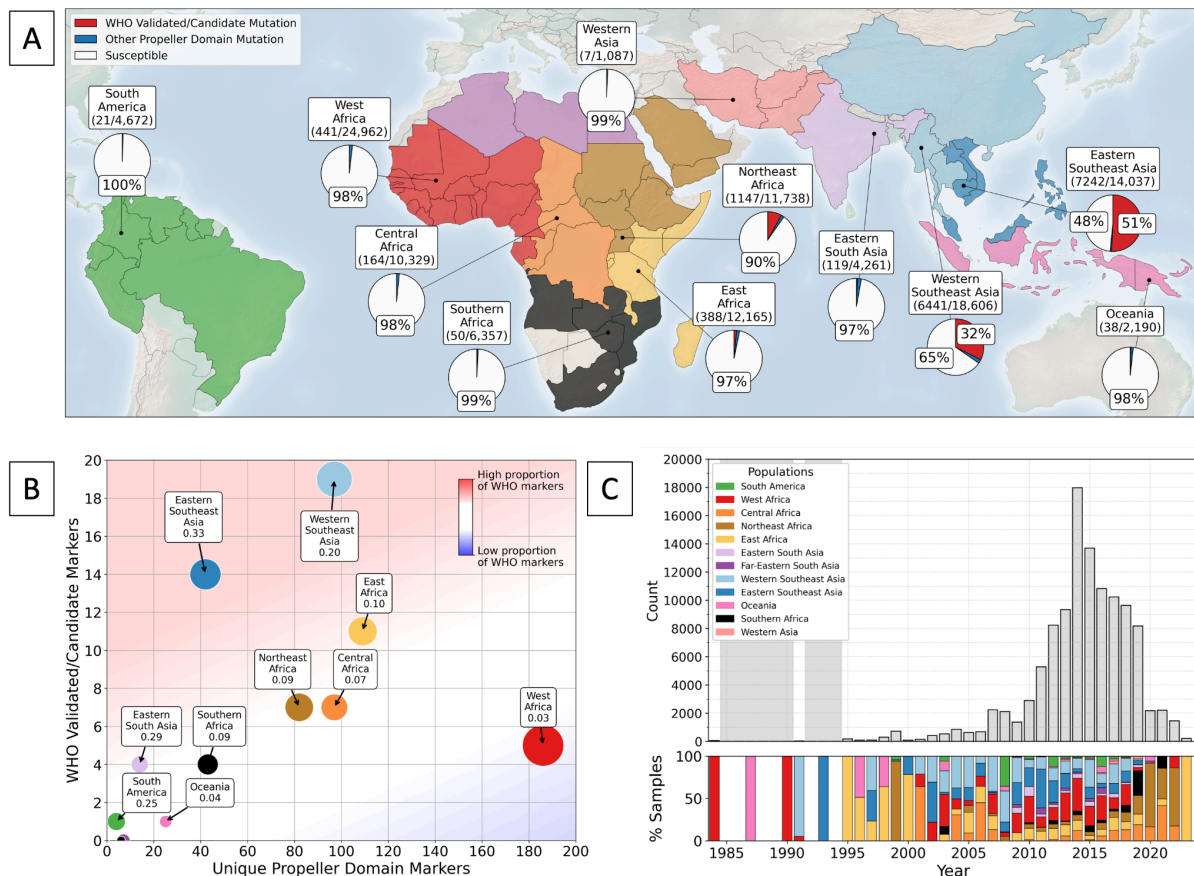 A
WHO Validated/Candidate Mutation
Other Propeller Domain Mutation
Susceptible
South
America
(21/4,672)
100%
West
Africa
(441/24,962)
98%
Western
Asia
(7/1,087)
99%
Central
Africa
(164/10,329)
98%
Southern
Africa
(50/6,357)
99%
Northeast
Africa
(1147/11,738)
90%
East
Africa
(388/12,165)
97%
Eastern
South Asia
(119/4,261)
97%
Eastern
Southeast Asia
(7242/14,037)
48%
51%
Western
Southeast Asia
(6441/18,606)
32%
65%
Oceania
(38/2,190)
98%
B
WHO Validated/Candidate Markers
20
18
16
14
12
10
8
6
4
2
0
0
20
40
60
80
100
120
140
160
180
200
Unique Propeller Domain Markers
High proportion
of WHO markers
Low proportion
of WHO markers
Eastern
Southeast
Asia
0.33
Western
Southeast
Asia
0.20
East
Africa
0.10
Northeast
Africa
0.09
Central
Africa
0.07
West
Africa
0.03
Eastern
South Asia
0.29
Southern
Africa
0.09
South
America
0.25
Oceania
0.04
C
Count
20000
18000
16000
14000
12000
10000
8000
6000
4000
2000
0
Populations
South America
West Africa
Central Africa
Northeast Africa
East Africa
Eastern South Asia
Far-Eastern South Asia
Western Southeast Asia
Eastern Southeast Asia
Oceania
Southern Africa
Western Asia
% Samples
100
50
0
1985
1990
1995
2000
2005
2010
2015
2020
Year